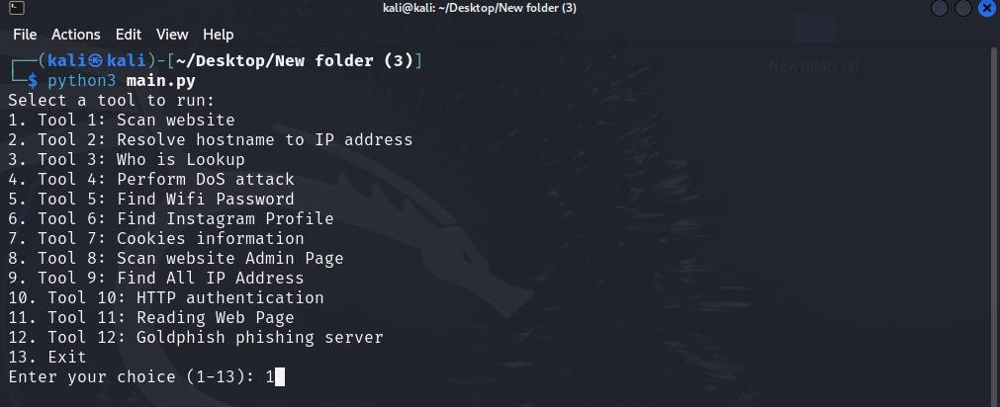 kali@kali: ~/Desktop/New folder (3)
File Actions Edit View Help
┌──(kali㉿kali)-[~/Desktop/New folder (3)]
└─$ python3 main.py
New folder (3)
Select a tool to run:
1. Tool 1: Scan website
2. Tool 2: Resolve hostname to IP address
3. Tool 3: Who is Lookup
4. Tool 4: Perform DoS attack
5. Tool 5: Find Wifi Password
6. Tool 6: Find Instagram Profile
7. Tool 7: Cookies information
8. Tool 8: Scan website Admin Page
9. Tool 9: Find All IP Address
10. Tool 10: HTTP authentication
11. Tool 11: Reading Web Page
12. Tool 12: Goldphish phishing server
13. Exit
Enter your choice (1-13): 1